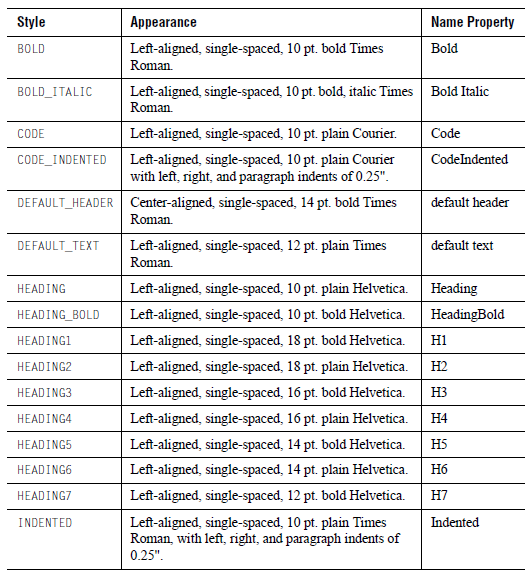 Style Appearance Name Property
BOLD Left-aligned, single-spaced, 10 pt. bold Times Bold
Roman.
BOLD_ITALIC Left-aligned, single-spaced, 10 pt. bold, italic Times Bold Italic
Roman.
CODE Left-aligned, single-spaced, 10 pt. plain Courier. Code
CODE_INDENTED Left-aligned, single-spaced, 10 pt. plain Courier CodeIndented
with left, right, and paragraph indents of 0.25".
DEFAULT_HEADER Center-aligned, single-spaced, 14 pt. bold Times default header
Roman.
DEFAULT_TEXT Left-aligned, single-spaced, 12 pt. plain Times default text
Roman.
HEADING Left-aligned, single-spaced, 10 pt. plain Helvetica. Heading
HEADING_BOLD Left-aligned, single-spaced, 10 pt. bold Helvetica. HeadingBold
HEADING1 Left-aligned, single-spaced, 18 pt. bold Helvetica. H1
HEADING2 Left-aligned, single-spaced, 18 pt. plain Helvetica. H2
HEADING3 Left-aligned, single-spaced, 16 pt. bold Helvetica. H3
HEADING4 Left-aligned, single-spaced, 16 pt. plain Helvetica. H4
HEADING5 Left-aligned, single-spaced, 14 pt. bold Helvetica. H5
HEADING6 Left-aligned, single-spaced, 14 pt. plain Helvetica. H6
HEADING7 Left-aligned, single-spaced, 12 pt. bold Helvetica. H7
INDENTED Left-aligned, single-spaced, 10 pt. plain Times Indented
Roman, with left, right, and paragraph indents of
0.25".